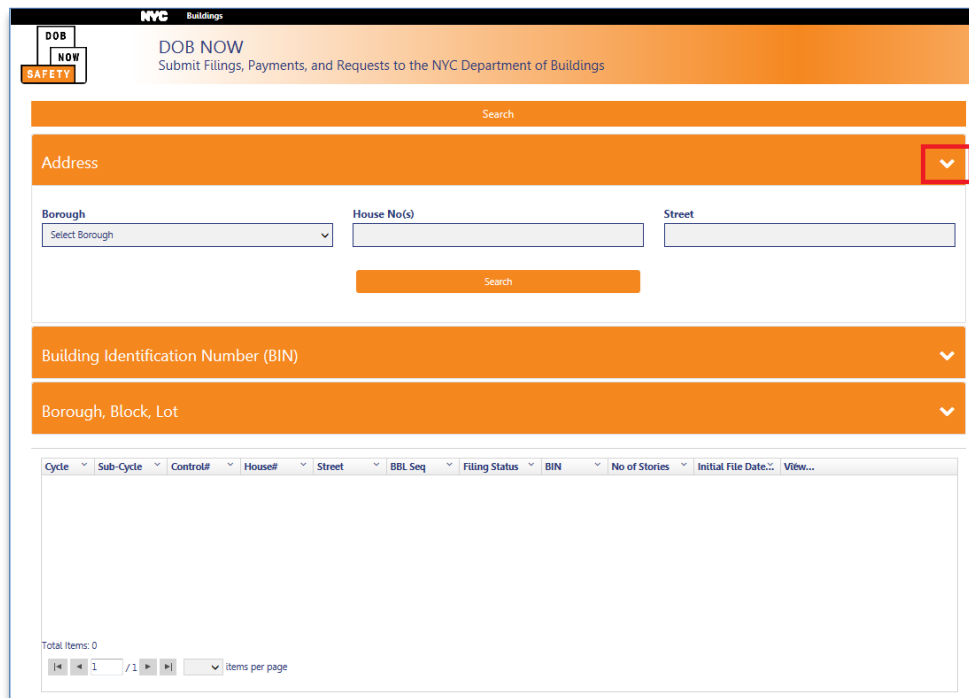 NYC Buildings
DOB
NOW
SAFETY
DOB NOW
Submit Filings, Payments, and Requests to the NYC Department of Buildings
Search
Address
Borough House No(s) Street
Select Borough
Search
Building Identification Number (BIN)
Borough, Block, Lot
Cycle Sub-Cycle Control# House# Street BBL Seq Filing Status BIN No of Stories Initial File Date... View...
Total Items: 0
1 / 1 items per page